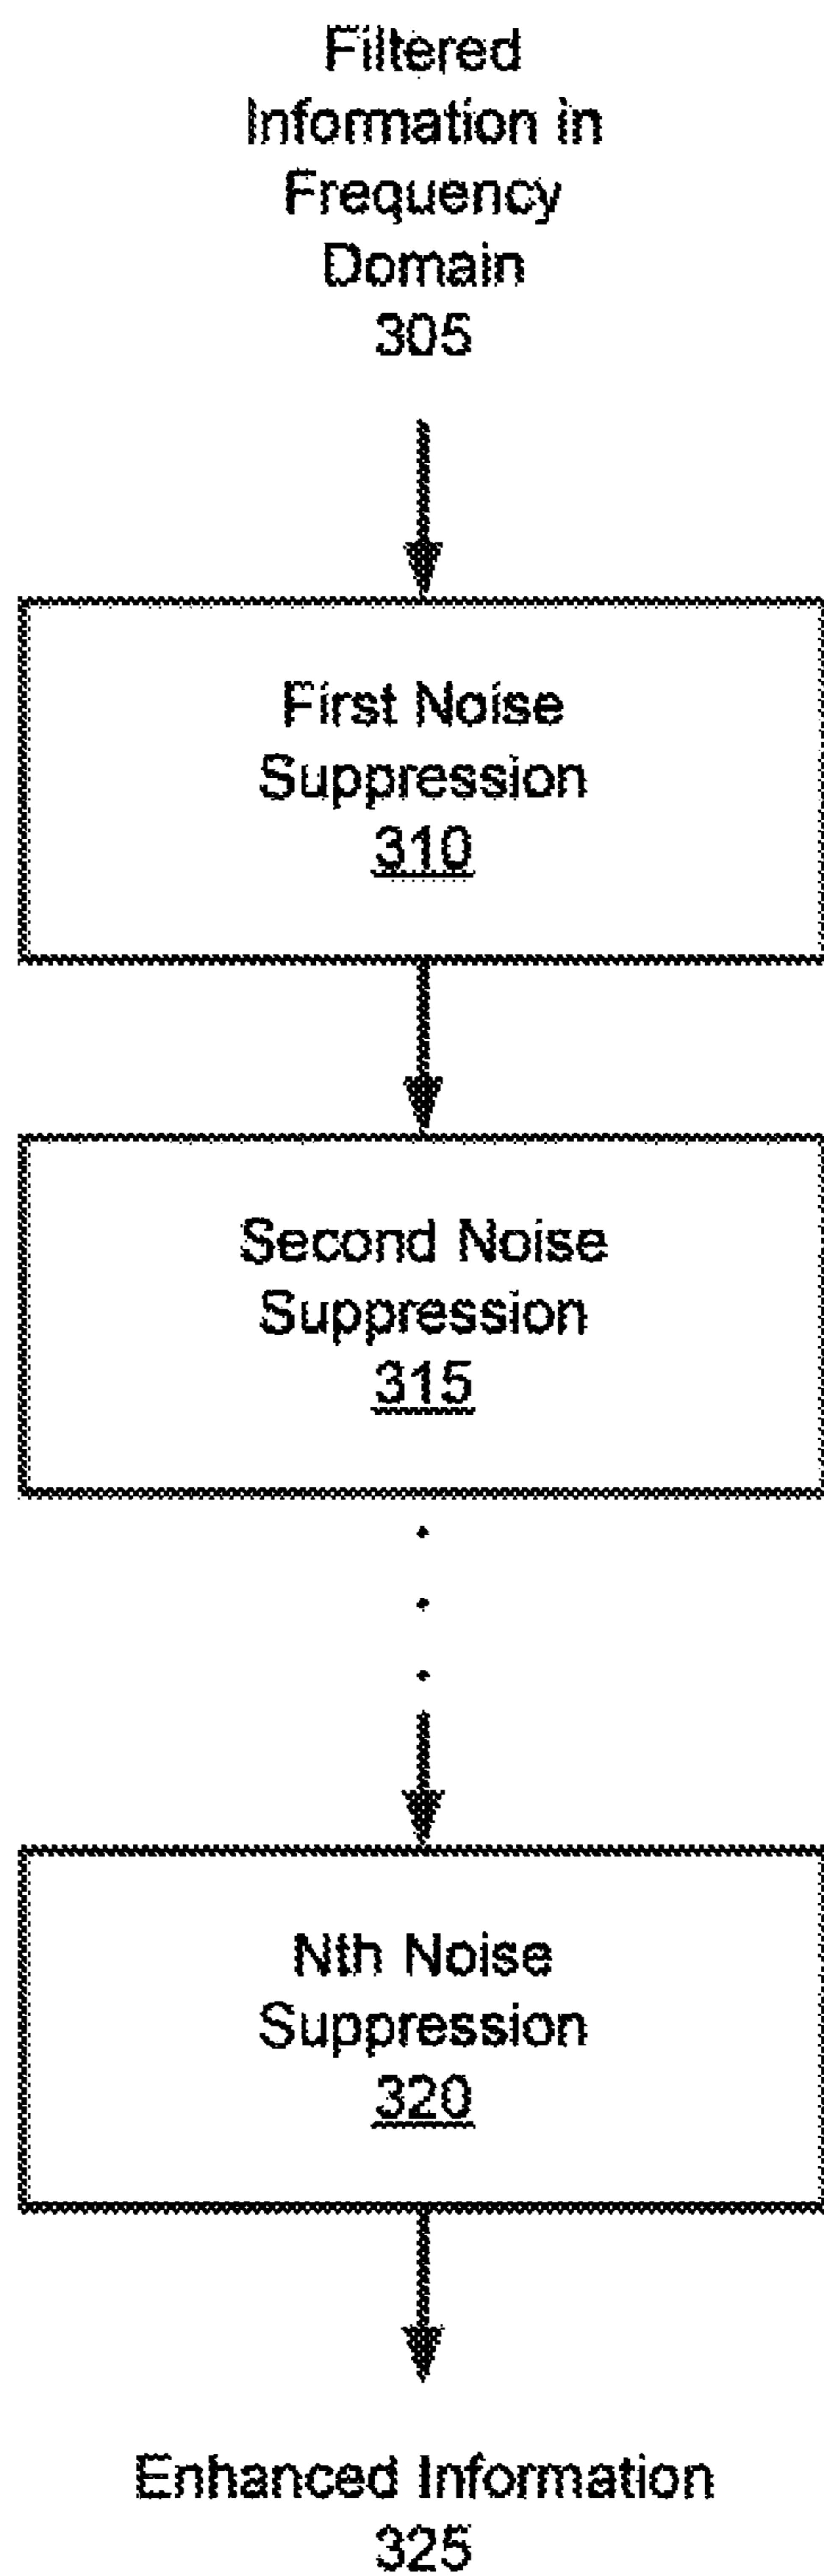 Filtered
Information in
Frequency
Domain
305
First Noise
Suppression
310
Second Noise
Suppression
315
Nth Noise
Suppression
320
Enhanced Information
325